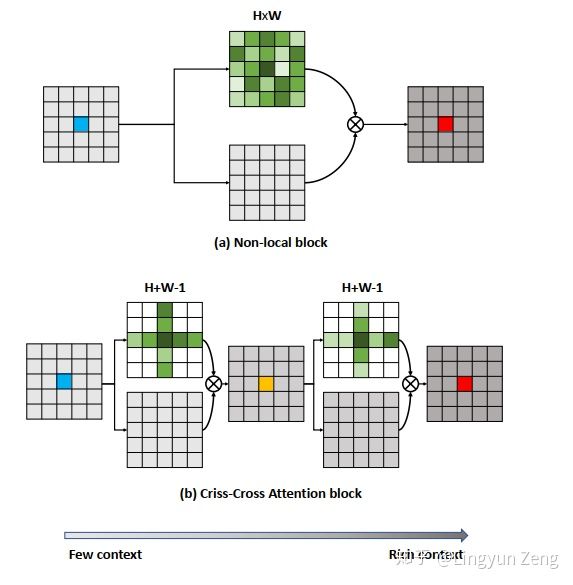 HxW
(a) Non-local block
H+W-1
H+W-1
(b) Criss-Cross Attention block
Few context
Rich context
知乎 @Lingyun Zeng